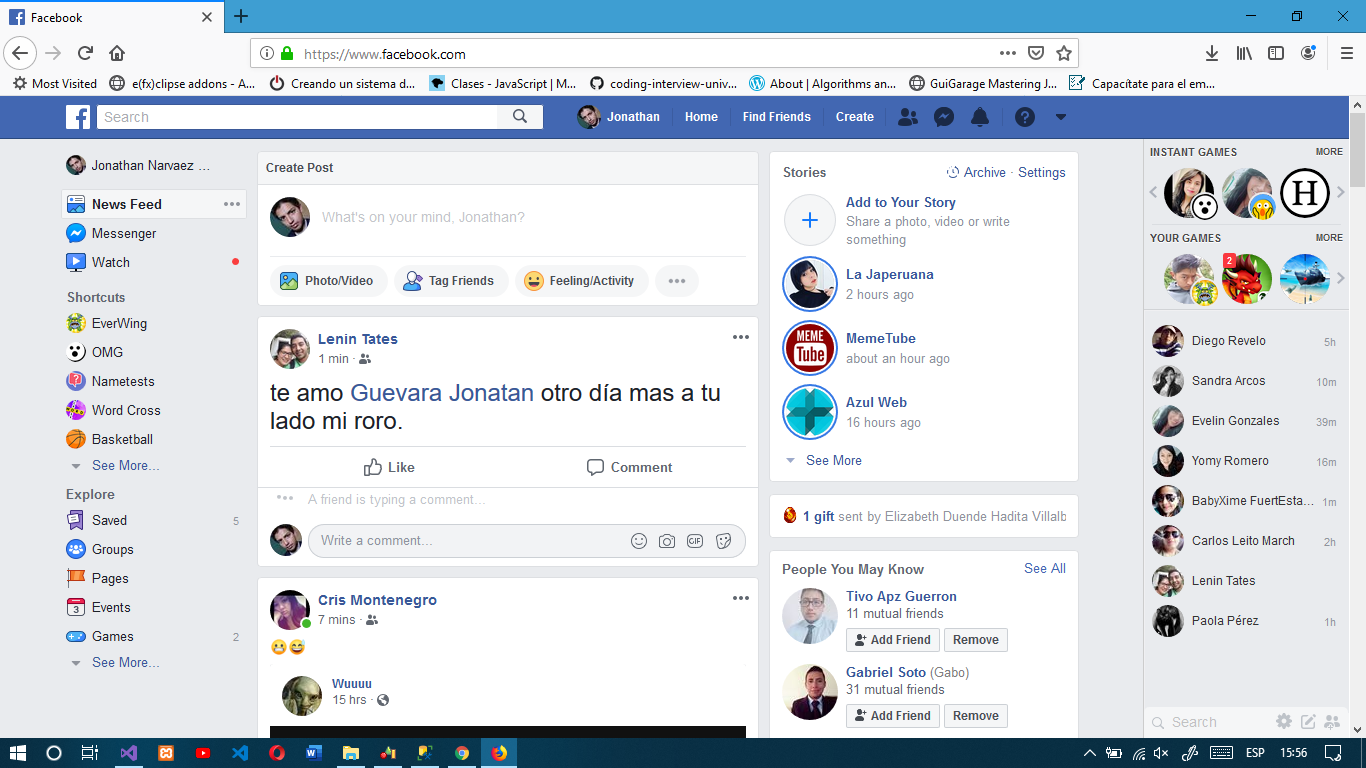 Facebook
https://www.facebook.com
Most Visited
e(fx)clipse addons - A...
Creando un sistema d...
Clases - JavaScript | M...
coding-interview-univ...
About | Algorithms an...
GuiGarage Mastering J...
Capacítate para el em...
Search
Jonathan
Home
Find Friends
Create
Jonathan Narvaez ...
News Feed
Messenger
Watch
Shortcuts
EverWing
OMG
Nametests
Word Cross
Basketball
See More...
Explore
Saved 5
Groups
Pages
Events
3
Games 2
See More...
Create Post
What's on your mind, Jonathan?
Photo/Video
Tag Friends
Feeling/Activity
Lenin Tates
1 min ·
te amo Guevara Jonatan otro día mas a tu
lado mi roro.
Like
Comment
A friend is typing a comment...
Write a comment...
GIF
Cris Montenegro
7 mins ·
😬😅
Wuuuu
15 hrs ·
Stories
Archive · Settings
Add to Your Story
Share a photo, video or write
something
La Japeruana
2 hours ago
MEME
Tube
MemeTube
about an hour ago
Azul Web
16 hours ago
See More
1 gift sent by Elizabeth Duende Hadita Villalb
People You May Know
See All
Tivo Apz Guerron
11 mutual friends
Add Friend
Remove
Gabriel Soto (Gabo)
31 mutual friends
Add Friend
Remove
INSTANT GAMES
MORE
H
YOUR GAMES
MORE
2
Diego Revelo 5h
Sandra Arcos 10m
Evelin Gonzales 39m
Yomy Romero 16m
BabyXime FuertEsta... 1m
Carlos Leito March 2h
Lenin Tates
Paola Pérez 1h
Search
ESP
15:56